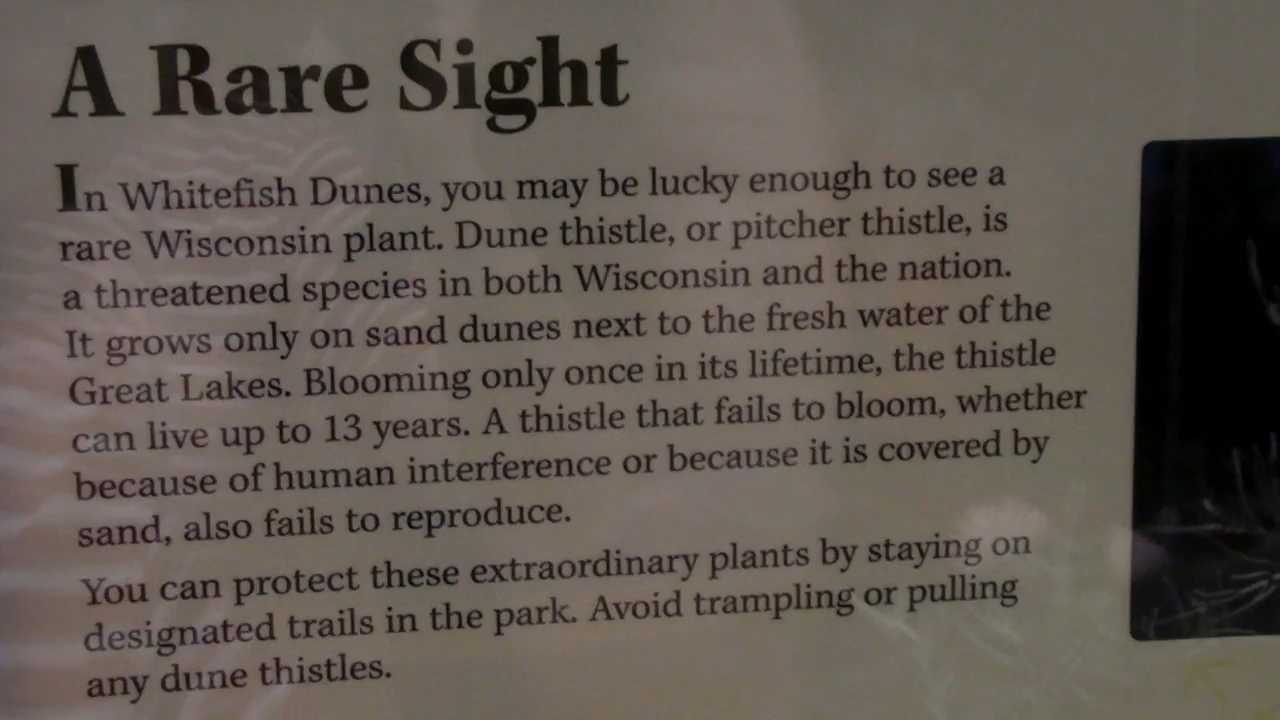 A Rare Sight
In Whitefish Dunes, you may be lucky enough to see a
rare Wisconsin plant. Dune thistle, or pitcher thistle, is
a threatened species in both Wisconsin and the nation.
It grows only on sand dunes next to the fresh water of the
Great Lakes. Blooming only once in its lifetime, the thistle
can live up to 13 years. A thistle that fails to bloom, whether
because of human interference or because it is covered by
sand, also fails to reproduce.
You can protect these extraordinary plants by staying on
designated trails in the park. Avoid trampling or pulling
any dune thistles.